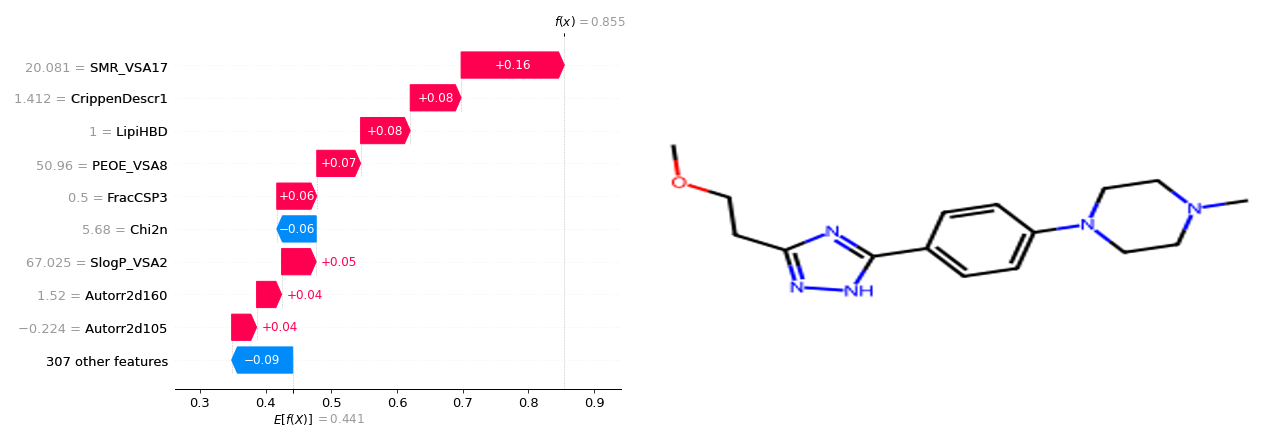 f(x) = 0.855
20.081 = SMR_VSA17
+0.16
1.412 = CrippenDescr1
+0.08
1 = LipiHBD
+0.08
50.96 = PEOE_VSA8
+0.07
0.5 = FracCSP3
+0.06
5.68 = Chi2n
−0.06
67.025 = SlogP_VSA2
+0.05
1.52 = Autorr2d160
+0.04
−0.224 = Autorr2d105
+0.04
307 other features
−0.09
0.3 0.4 0.5 0.6 0.7 0.8 0.9
E[f(X)] = 0.441
O
N
N
NH
N
N